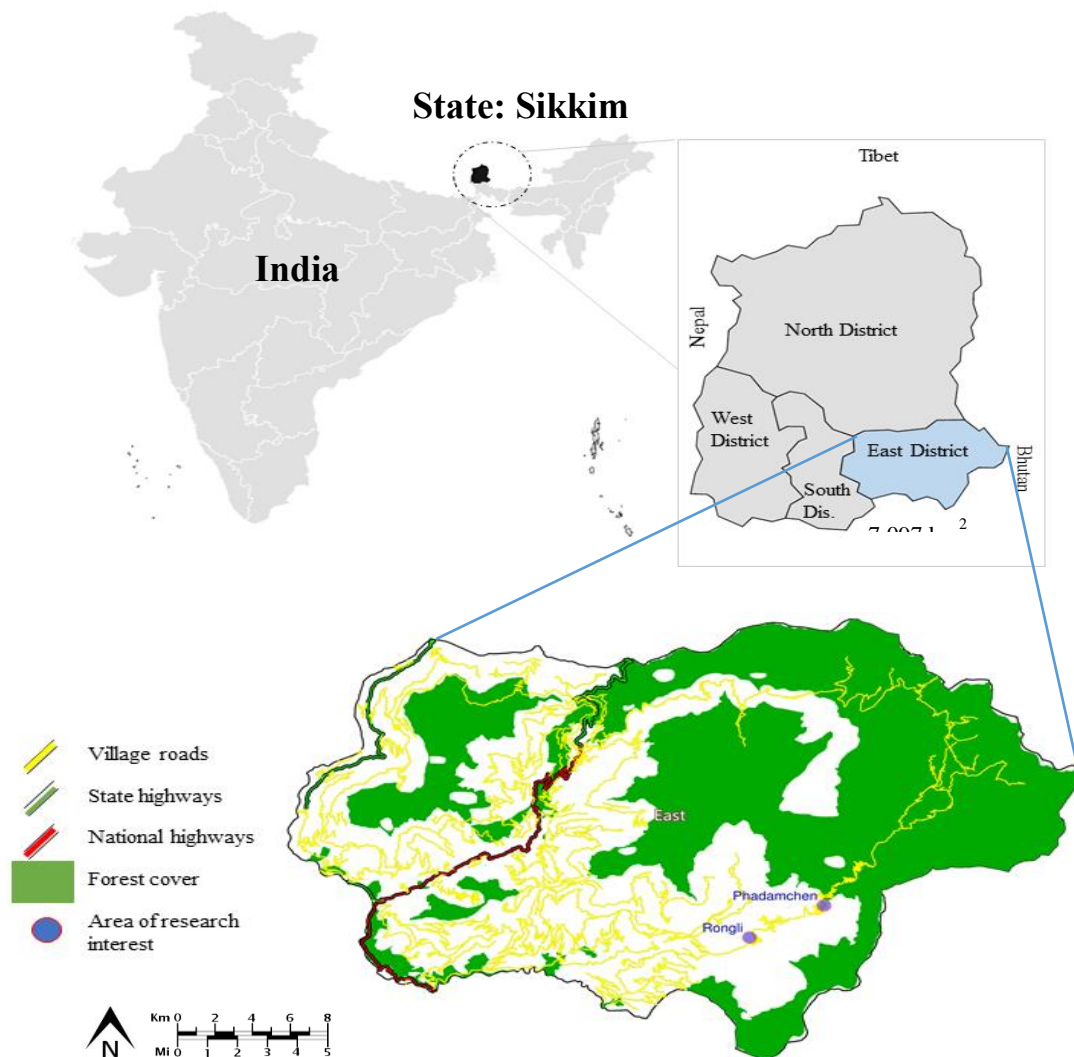 State: Sikkim
India
Tibet
Nepal
North District
West
District
East District
South
Dis.
Bhutan
2
Village roads
State highways
National highways
Forest cover
Area of research
interest
East
Phadamchen
Rongli
N
Km 0 2 4 6 8
Mi 0 1 2 3 4 5